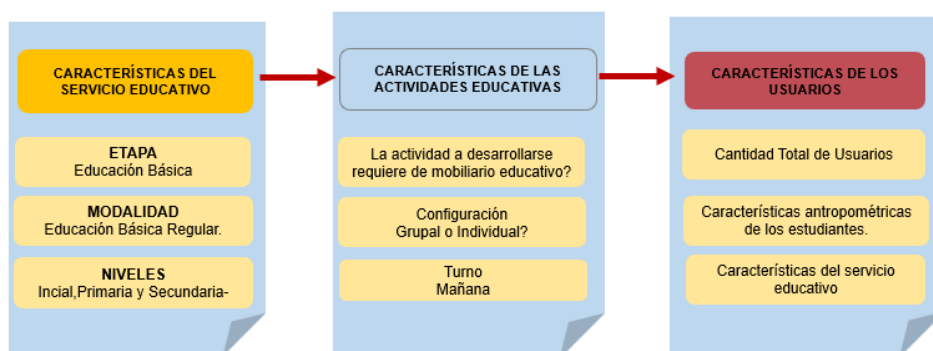 CARACTERÍSTICAS DEL
SERVICIO EDUCATIVO
ETAPA
Educación Básica
MODALIDAD
Educación Básica Regular.
NIVELES
Incial,Primaria y Secundaria-
CARACTERÍSTICAS DE LAS
ACTIVIDADES EDUCATIVAS
La actividad a desarrollarse
requiere de mobiliario educativo?
Configuración
Grupal o Individual?
Turno
Mañana
CARACTERÍSTICAS DE LOS
USUARIOS
Cantidad Total de Usuarios
Características antropométricas
de los estudiantes.
Características del servicio
educativo